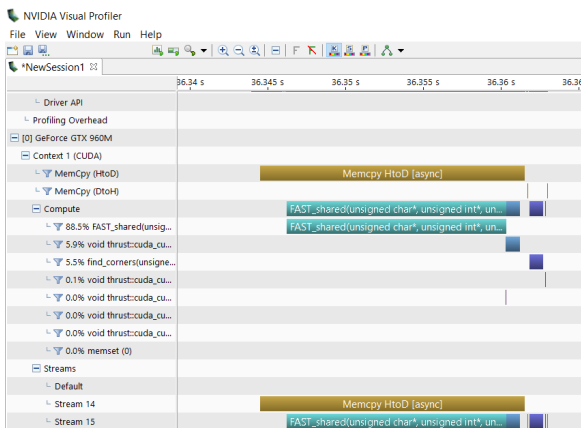 NVIDIA Visual Profiler
File View Window Run Help
*NewSession1
36.34 s 36.345 s 36.35 s 36.355 s 36.36 s 36.36
Driver API
Profiling Overhead
[0] GeForce GTX 960M
Context 1 (CUDA)
MemCpy (HtoD) Memcpy HtoD [async]
MemCpy (DtoH)
Compute FAST_shared(unsigned char*, unsigned int*, un...
88.5% FAST_shared(unsig... FAST_shared(unsigned char*, unsigned int*, un...
5.9% void thrust::cuda_cu...
5.5% find_corners(unsigne...
0.1% void thrust::cuda_cu...
0.0% void thrust::cuda_cu...
0.0% void thrust::cuda_cu...
0.0% void thrust::cuda_cu...
0.0% memset (0)
Streams
Default
Stream 14 Memcpy HtoD [async]
Stream 15 FAST_shared(unsigned char*, unsigned int*, un...